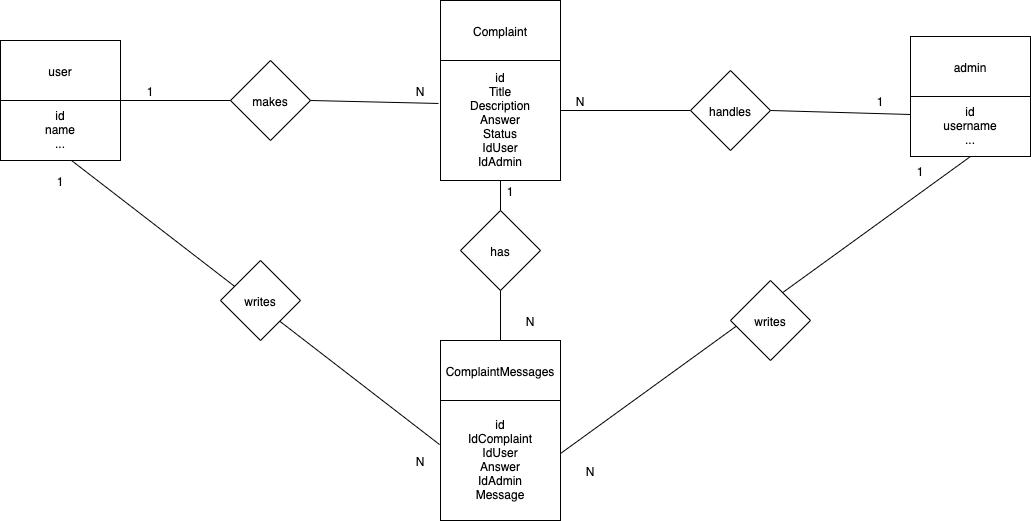 Complaint
user
admin
id
Title
Description
Answer
Status
IdUser
IdAdmin
id
name
...
id
username
...
1
makes
N
N
handles
1
1
1
1
has
writes
writes
N
ComplaintMessages
id
IdComplaint
IdUser
Answer
IdAdmin
Message
N
N